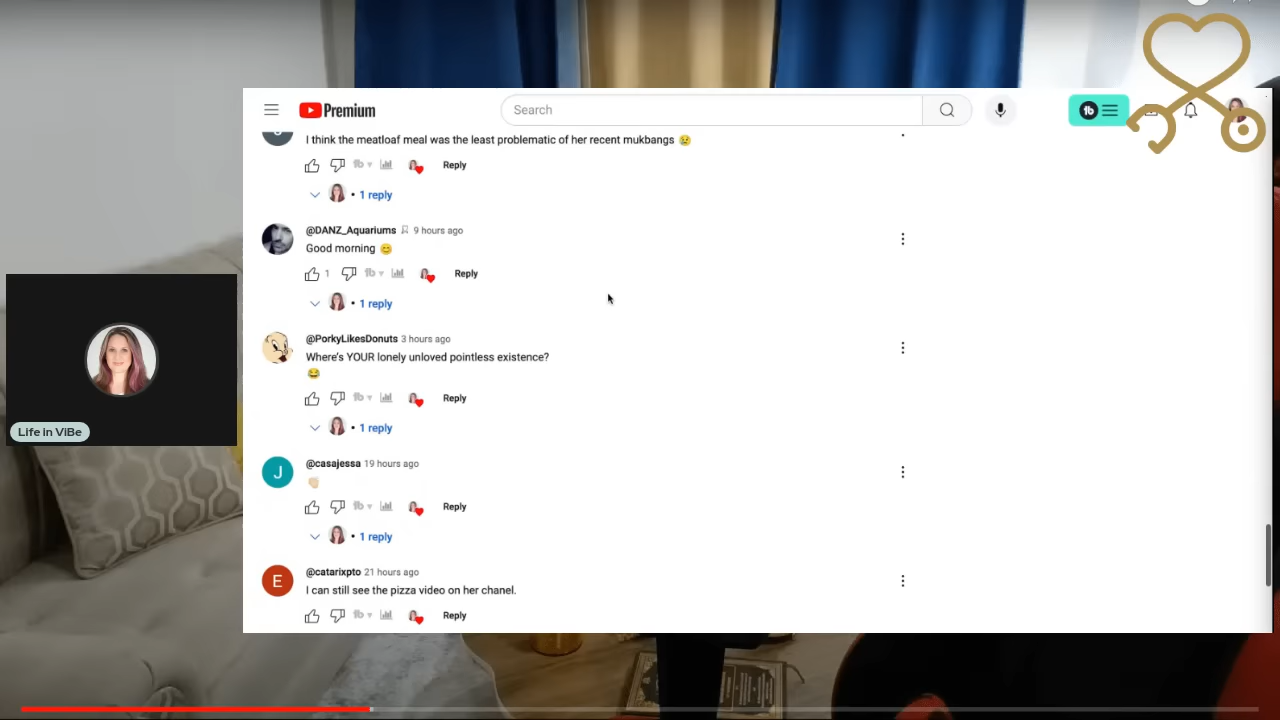 Premium
Search
I think the meatloaf meal was the least problematic of her recent mukbangs 😢
Reply
• 1 reply
@DANZ_Aquariums 9 hours ago
Good morning 😊
1
Reply
• 1 reply
@PorkyLikesDonuts 3 hours ago
Where's YOUR lonely unloved pointless existence?
😂
Reply
• 1 reply
Life in ViBe
J
@casajessa 19 hours ago
Reply
• 1 reply
E
@catarixpto 21 hours ago
I can still see the pizza video on her chanel.
Reply